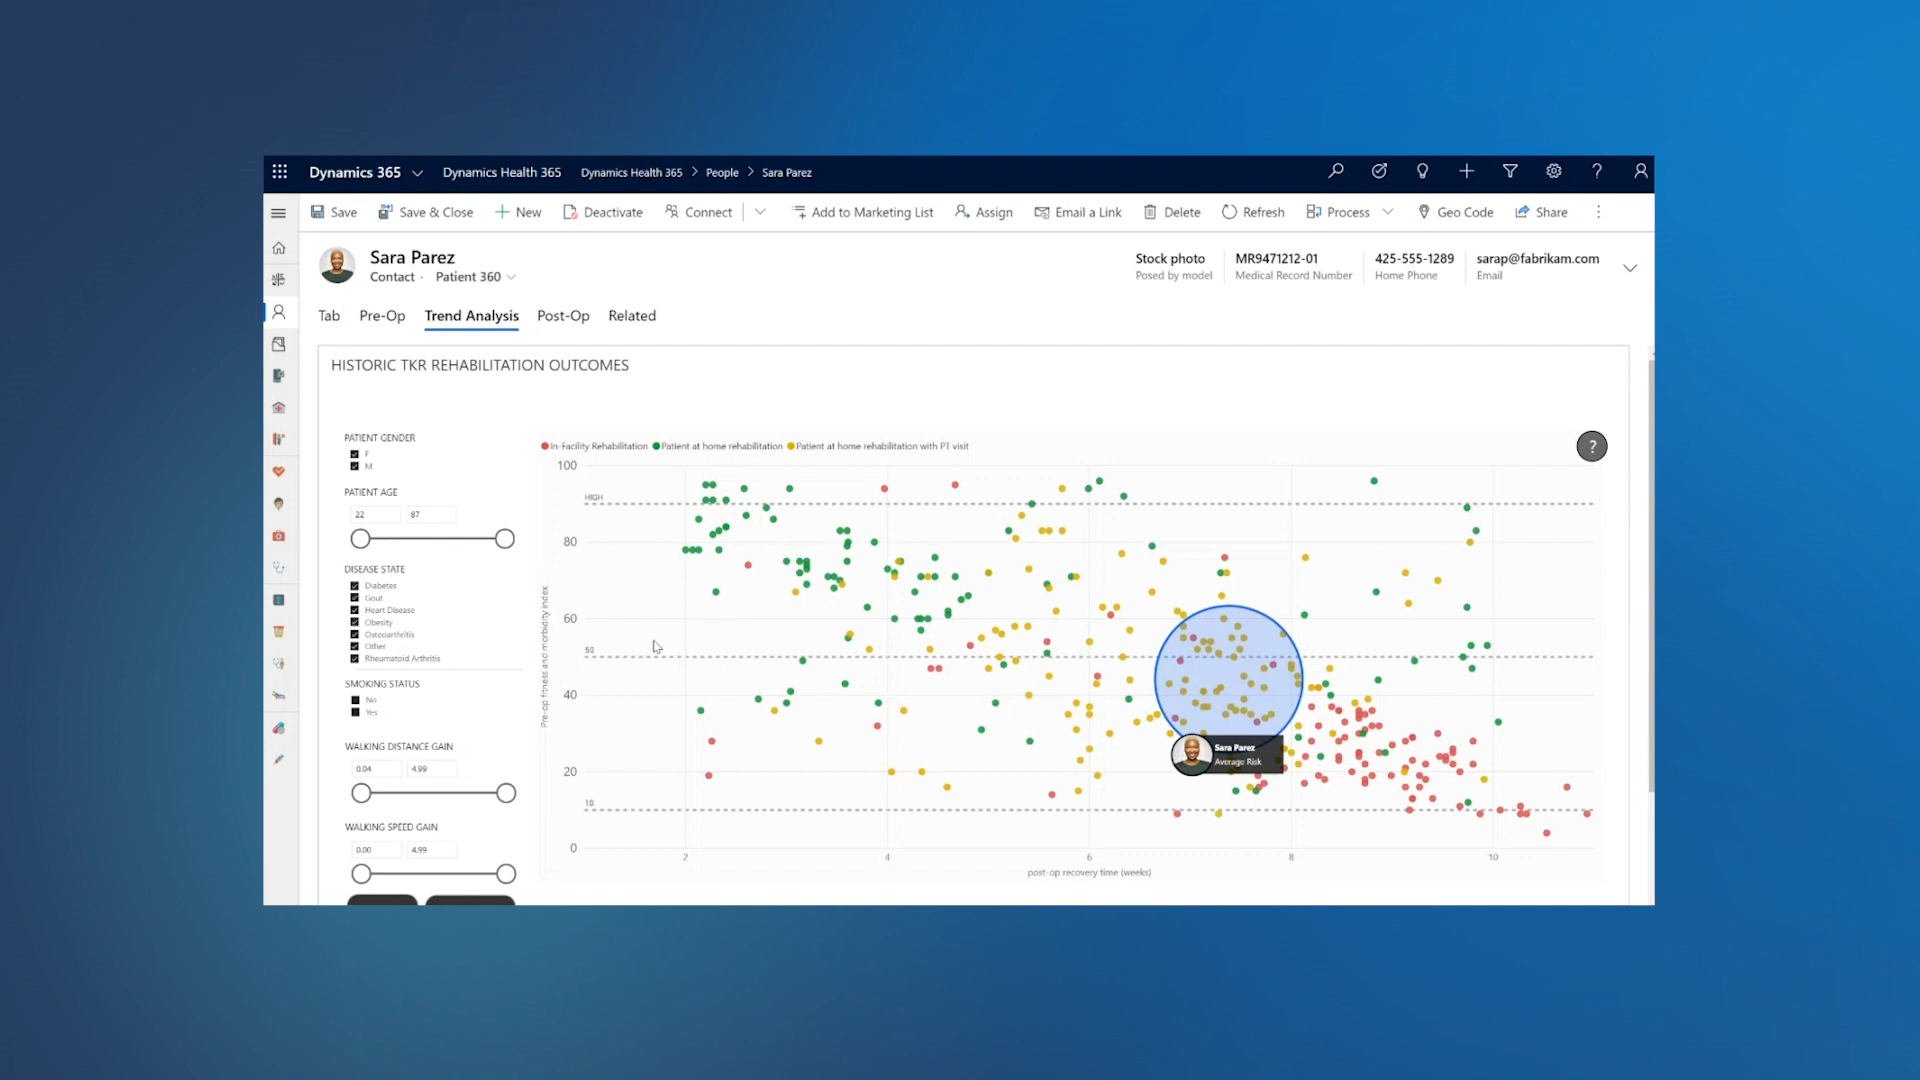 Dynamics 365 Dynamics Health 365 Dynamics Health 365 > People > Sara Parez
Save Save & Close New Deactivate Connect Add to Marketing List Assign Email a Link Delete Refresh Process Geo Code Share
Sara Parez
Contact · Patient 360
Stock photo
Posed by model
MR9471212-01
Medical Record Number
425-555-1289
Home Phone
sarap@fabrikam.com
Email
Tab Pre-Op Trend Analysis Post-Op Related
HISTORIC TKR REHABILITATION OUTCOMES
PATIENT GENDER
F
M
PATIENT AGE
22 87
DISEASE STATE
Diabetes
Gout
Heart Disease
Obesity
Osteoarthritis
Other
Rheumatoid Arthritis
SMOKING STATUS
No
Yes
WALKING DISTANCE GAIN
0.04 4.99
WALKING SPEED GAIN
0.00 4.99
In-Facility Rehabilitation Patient at home rehabilitation Patient at home rehabilitation with PT visit
?
Pre-op fitness and morbidity index
100
HIGH
80
60
50
40
20
10
0
Sara Parez
Average Risk
2 4 6 8 10
post-op recovery time (weeks)